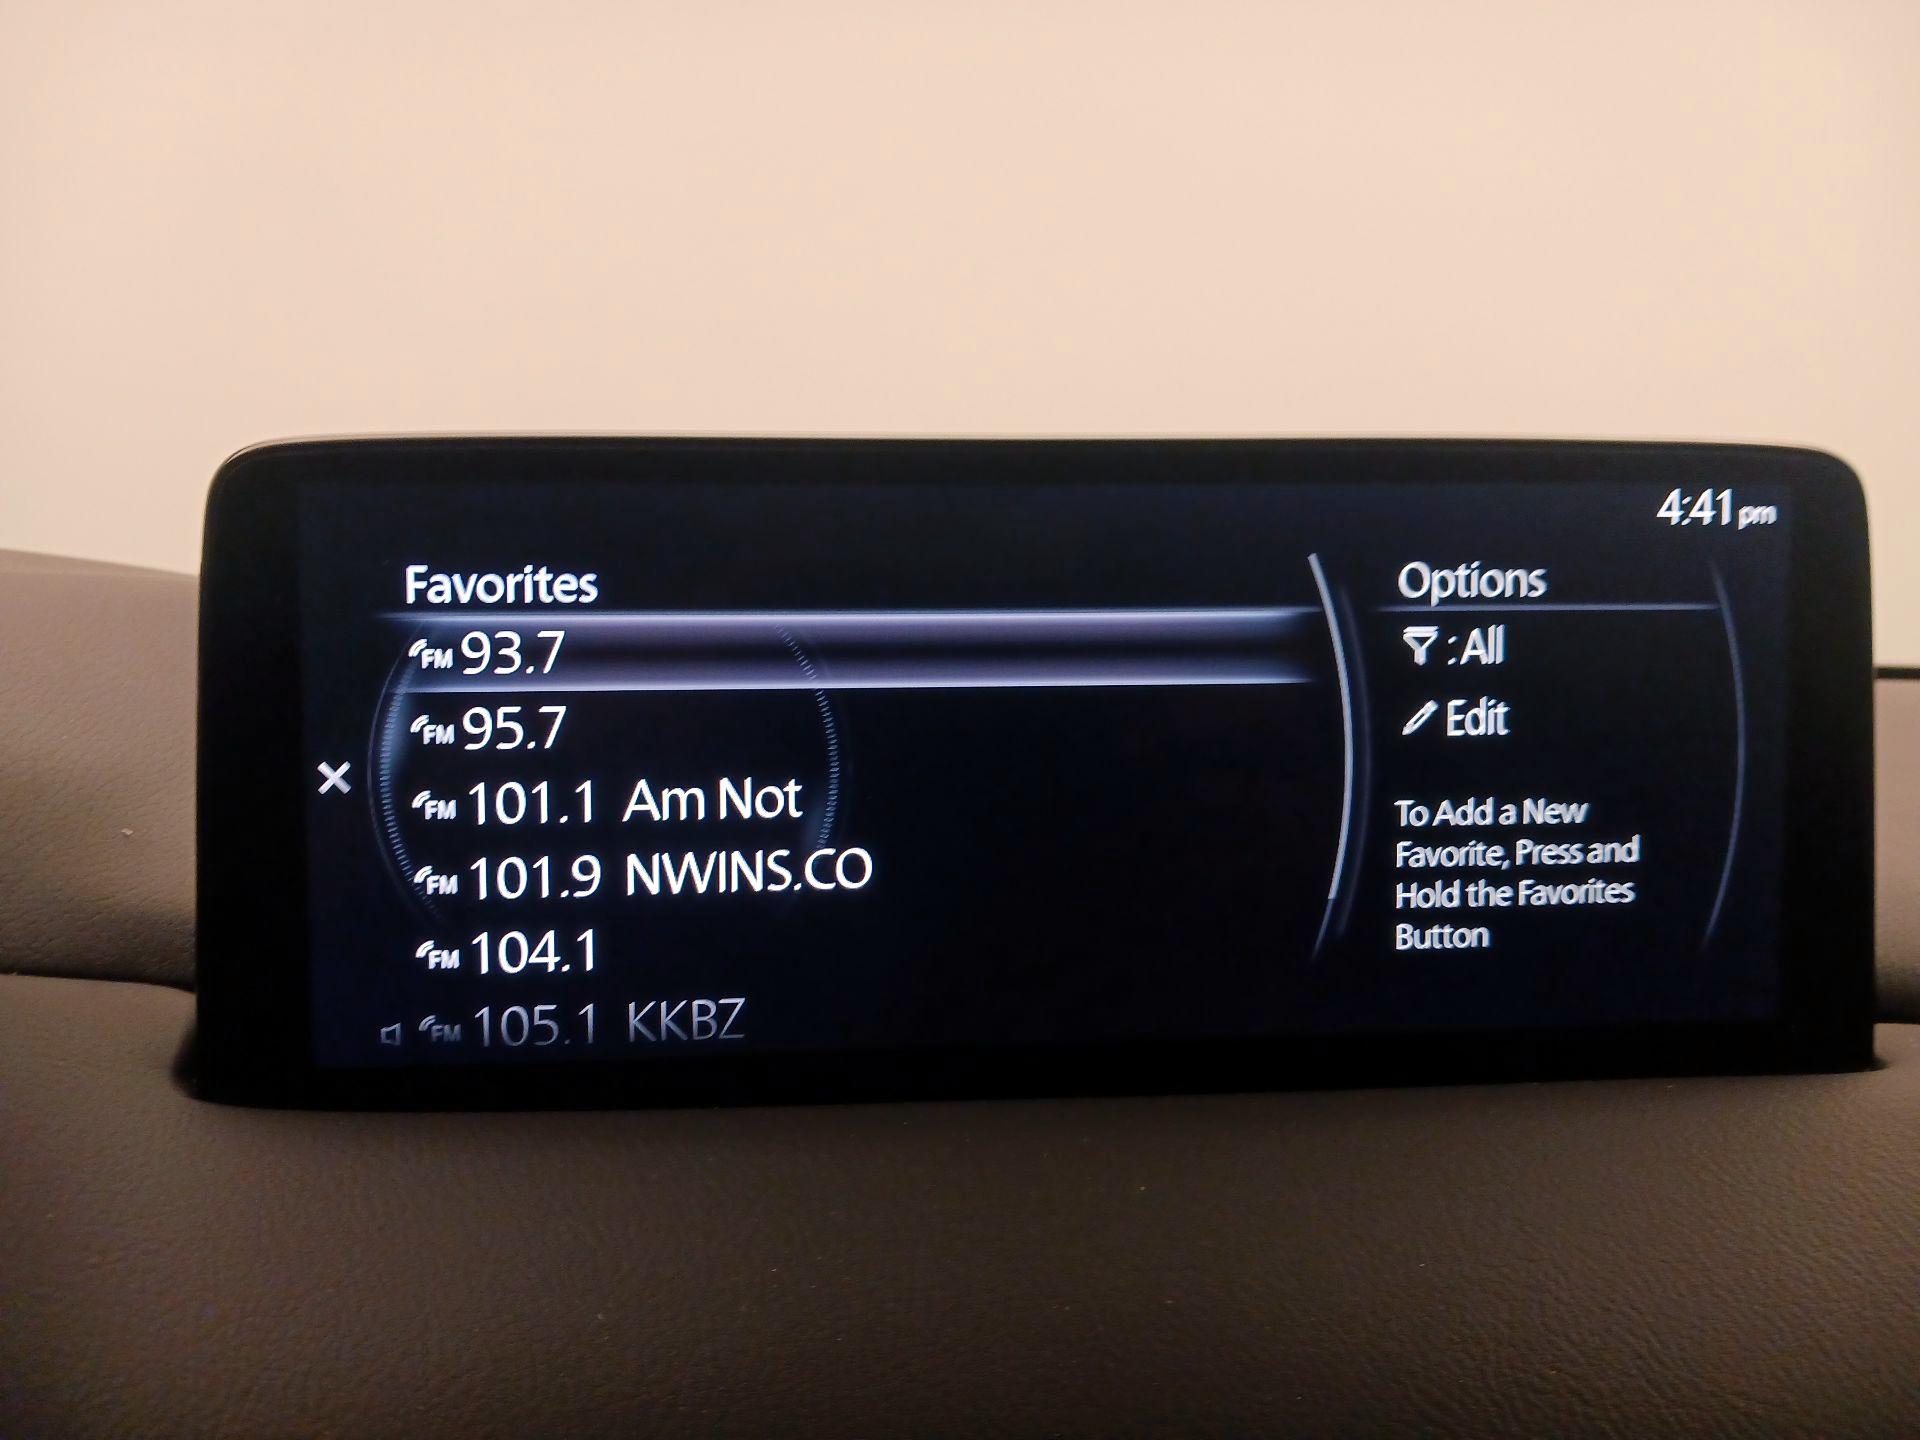 4:41 pm
Favorites
FM 93.7
FM 95.7
FM 101.1 Am Not
FM 101.9 NWINS.CO
FM 104.1
FM 105.1 KKBZ
Options
:All
Edit
To Add a New
Favorite, Press and
Hold the Favorites
Button